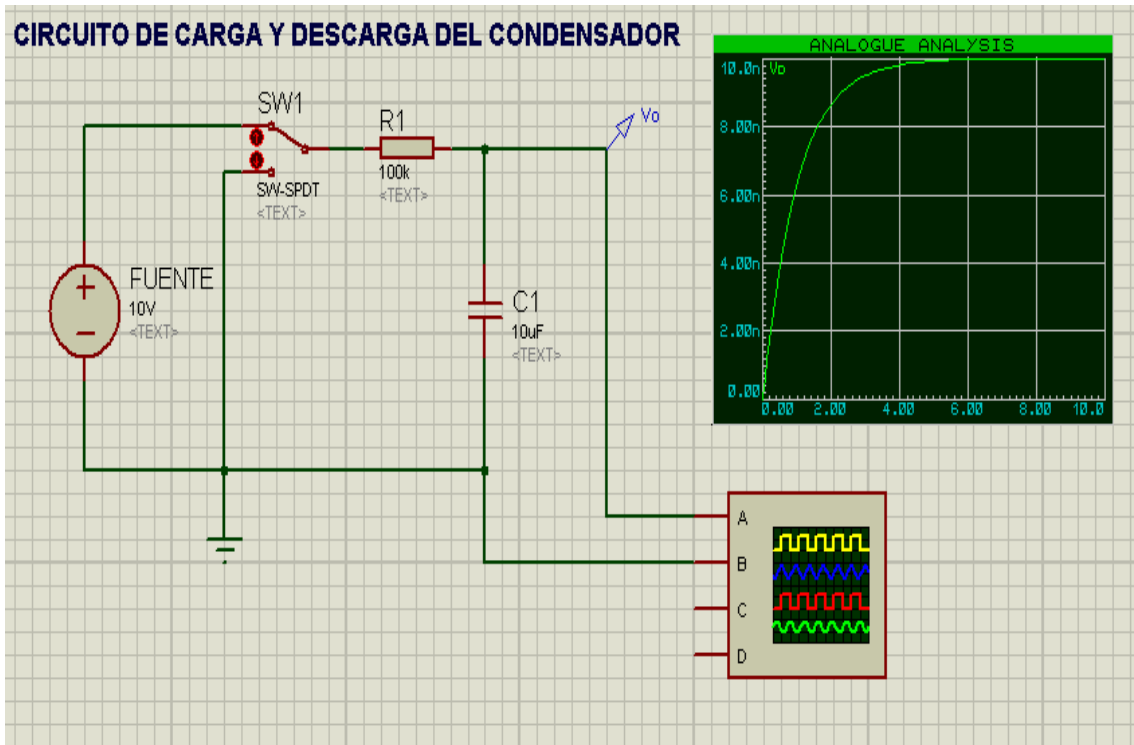 CIRCUITO DE CARGA Y DESCARGA DEL CONDENSADOR
SW1
SW-SPDT
<TEXT>
R1
100k
<TEXT>
Vo
FUENTE
10V
<TEXT>
C1
10uF
<TEXT>
ANALOGUE ANALYSIS
10.0n Vo
8.00n
6.00n
4.00n
2.00n
0.00
0.00 2.00 4.00 6.00 8.00 10.0
A
B
C
D